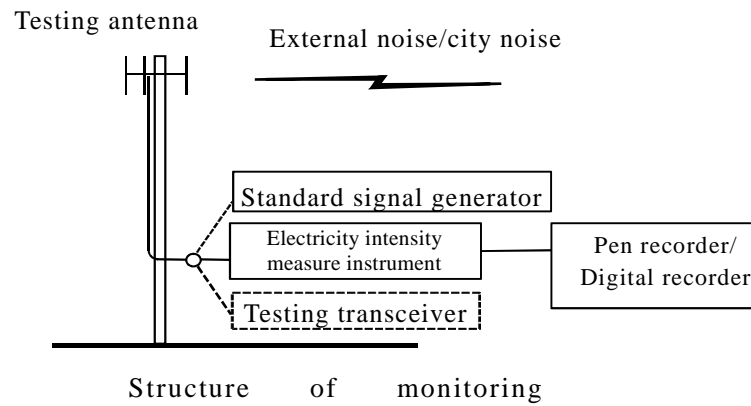 Testing antenna
External noise/city noise
Standard signal generator
Electricity intensity
measure instrument
Pen recorder/
Digital recorder
Testing transceiver
Structure of monitoring